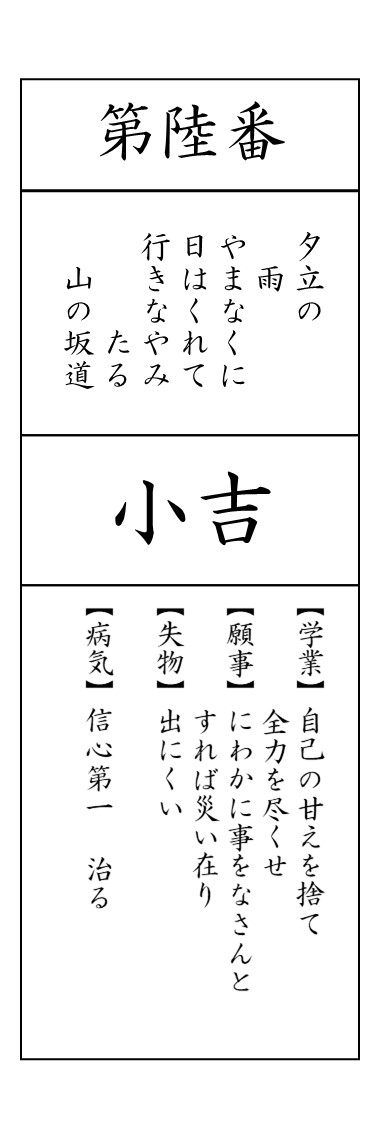 第陸番
夕立の
雨
やまなくに
日はくれて
行きなやみ
たる
山の坂道
小吉
【学業】自己の甘えを捨て
全力を尽くせ
【願事】にわかに事をなさんと
すれば災い在り
【失物】出にくい
【病気】信心第一 治る